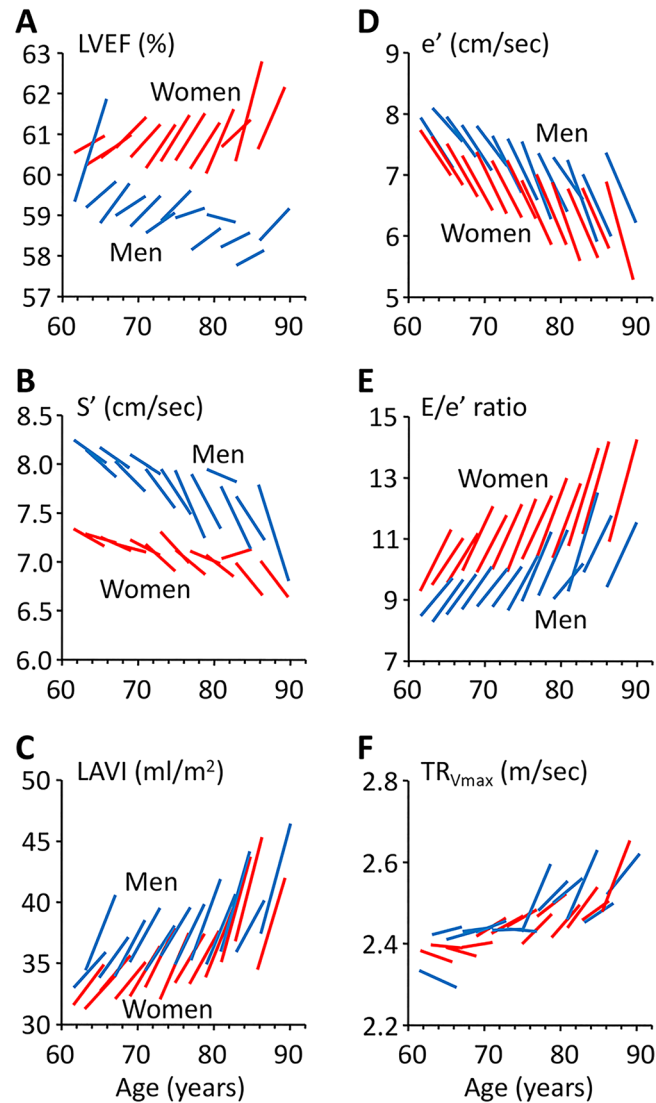 A
LVEF (%)
63
62
61
60
59
58
57
Women
Men
60
70
80
90
B
S’ (cm/sec)
8.5
8.0
7.5
7.0
6.5
6.0
Men
Women
60
70
80
90
C
LAVI (ml/m²)
50
45
40
35
30
Men
Women
60
70
80
90
Age (years)
D
e’ (cm/sec)
9
8
7
6
5
Men
Women
60
70
80
90
E
E/e’ ratio
15
13
11
9
7
Women
Men
60
70
80
90
F
TRVmax (m/sec)
2.8
2.6
2.4
2.2
60
70
80
90
Age (years)